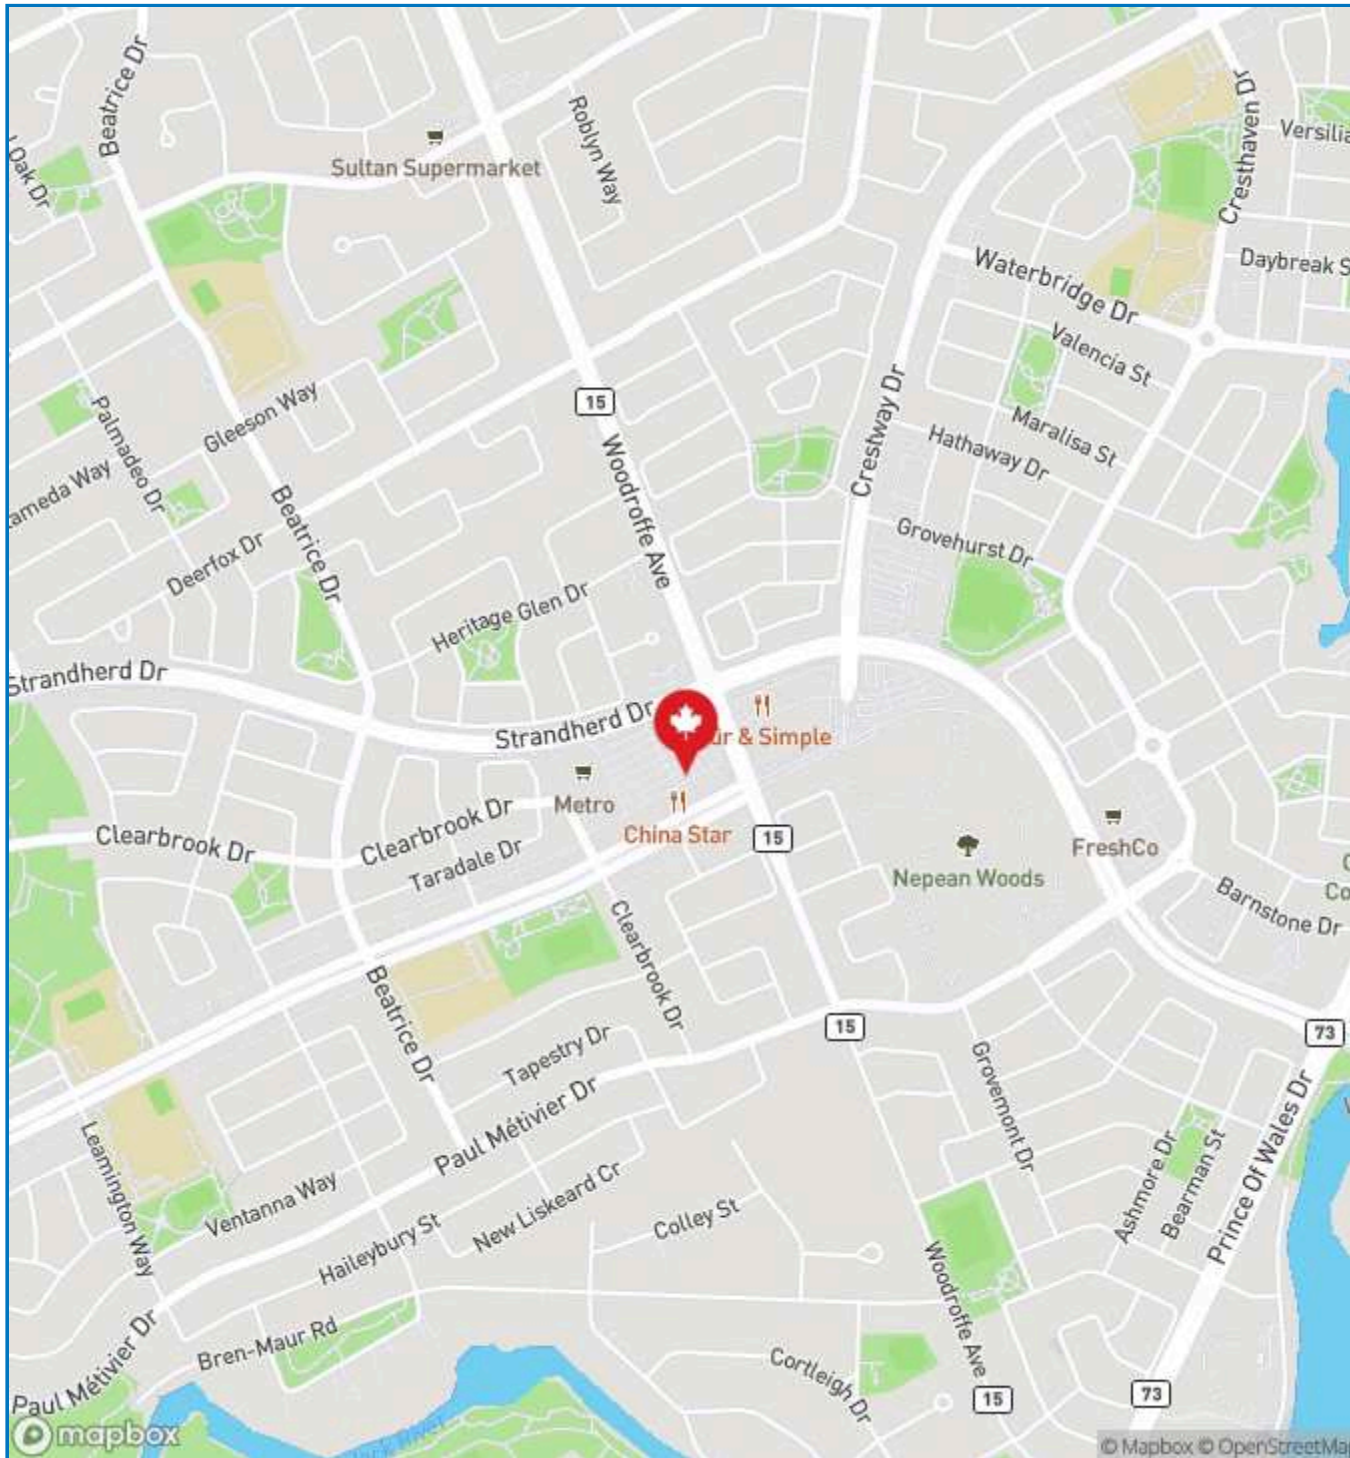 Beatrice Dr
Oak Dr
Sultan Supermarket
Roblyn Way
Cresthaven Dr
Versilia
Daybreak S
Waterbridge Dr
Valencia St
15
Maralisa St
Hathaway Dr
Crestway Dr
Palmadeo Dr
Gleeson Way
ameda Way
Woodroffe Ave
Beatrice Dr
Deerfox Dr
Grovehurst Dr
Heritage Glen Dr
Strandherd Dr
Strandherd Dr
ur & Simple
Metro
China Star
15
Clearbrook Dr
Clearbrook Dr
Taradale Dr
FreshCo
Nepean Woods
Co
Barnstone Dr
Clearbrook Dr
Beatrice Dr
15
73
Tapestry Dr
Grovemont Dr
Paul Métivier Dr
Prince Of Wales Dr
Leamington Way
Ashmore Dr
Bearman St
Ventanna Way
New Liskeard Cr
Colley St
Haileybury St
Woodroffe Ave
Bren-Maur Rd
Paul Métivier Dr
Cortleigh Dr
15
73
mapbox
© Mapbox © OpenStreetMap